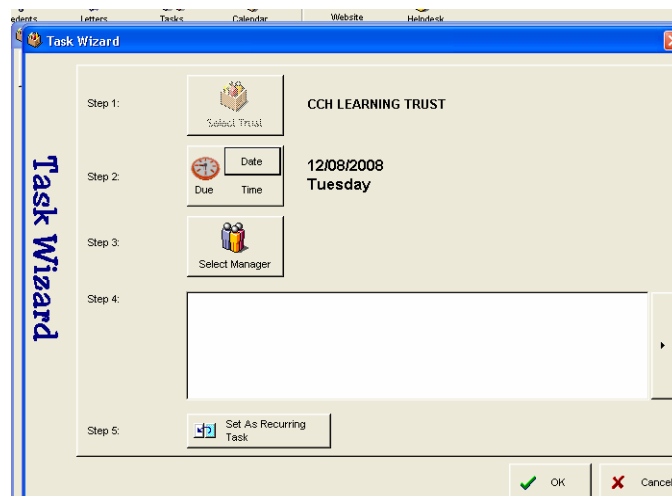 Letters Tasks Calendar Website Helpdesk
Task Wizard
Task Wizard
Step 1:
Select Trust
CCH LEARNING TRUST
Step 2:
Date
Due Time
12/08/2008
Tuesday
Step 3:
Select Manager
Step 4:
Step 5:
Set As Recurring
Task
OK
Cancel